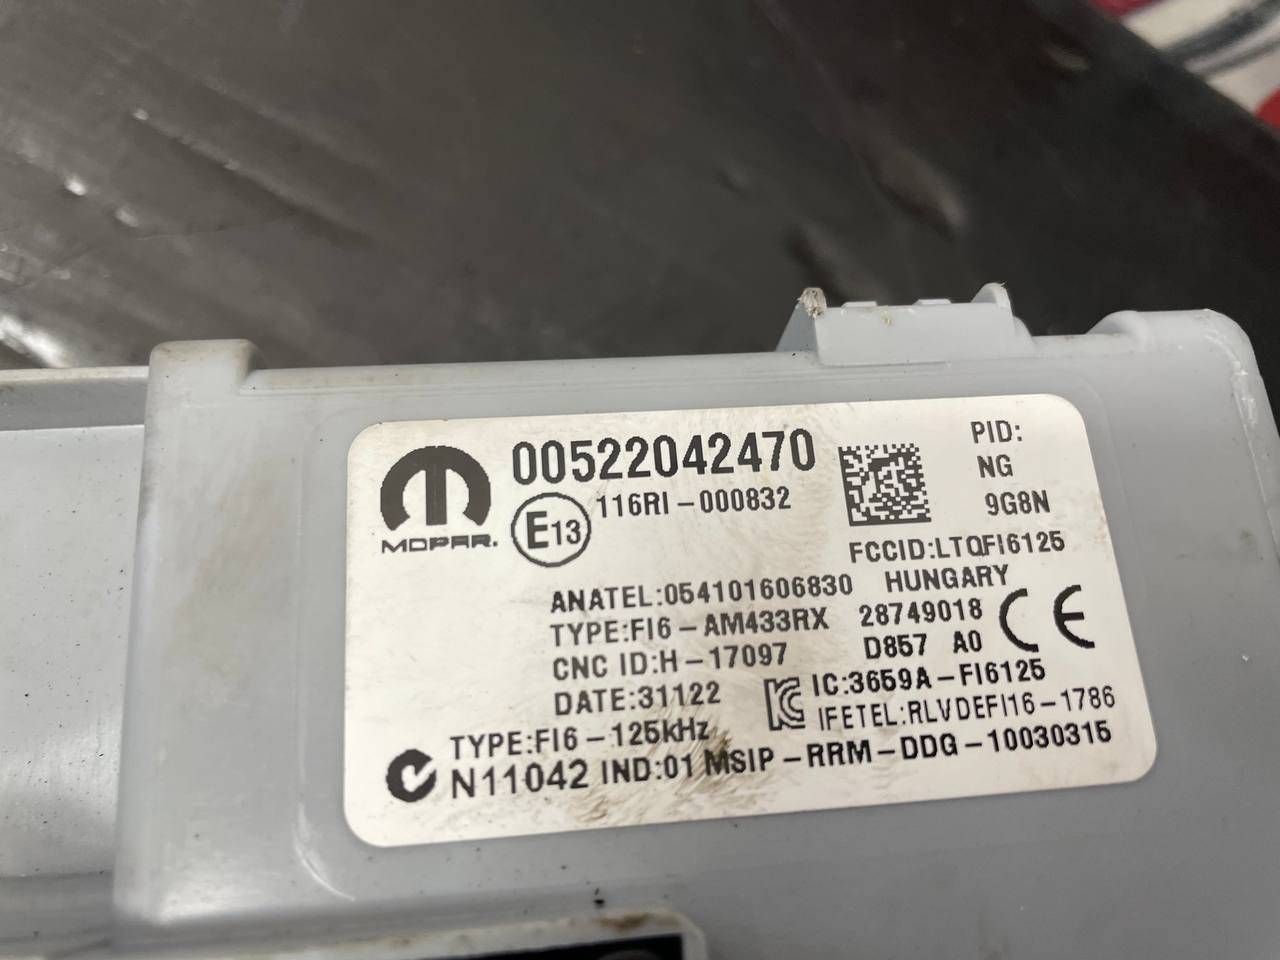 MOPAR.
00522042470
E13
116RI-000832
PID:
NG
9G8N
FCCID:LTQFI6125
ANATEL:054101606830 HUNGARY
TYPE:FI6-AM433RX 28749018
CNC ID:H-17097 D857 A0
CE
DATE:31122 IC:3659A-FI6125
TYPE:FI6-125kHz IFETEL:RLVDEFI16-1786
N11042 IND:01 MSIP-RRM-DDG-10030315